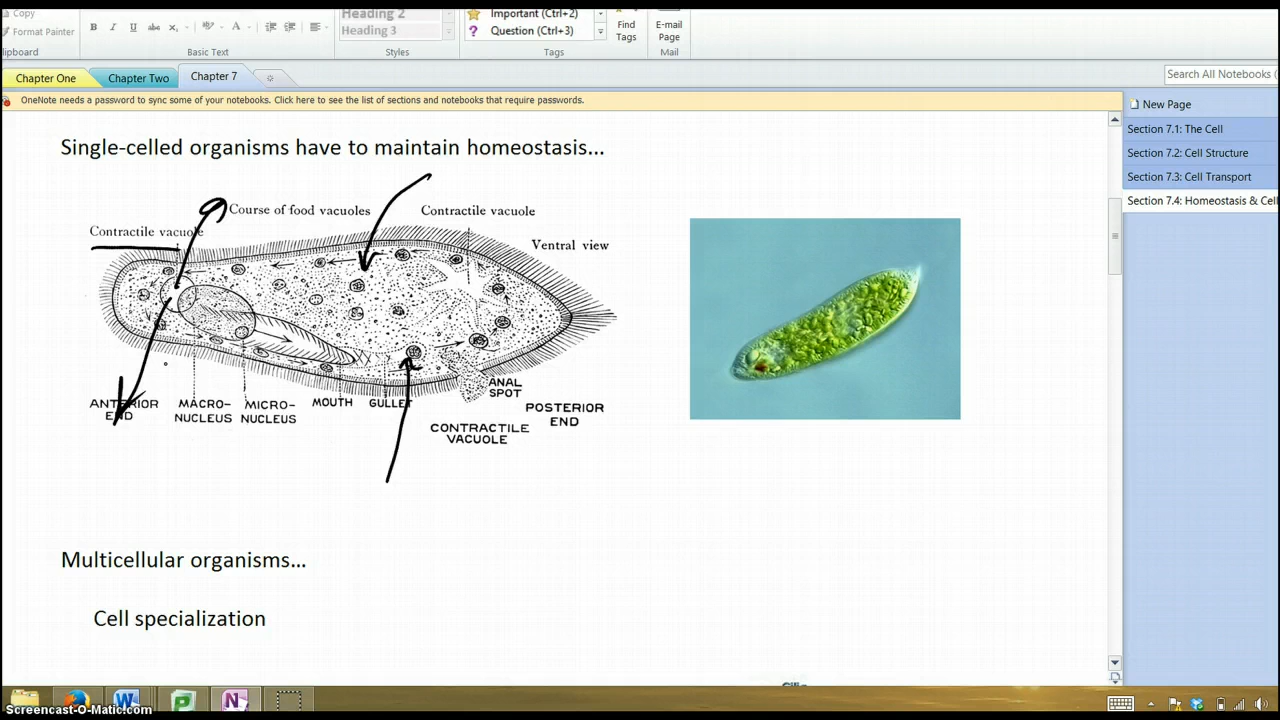 Copy
Format Painter
lipboard
B I U abc x A
Basic Text
Heading 2
Heading 3
Styles
Important (Ctrl+2)
? Question (Ctrl+3)
Tags
Find
Tags
E-mail
Page
Mail
Chapter One
Chapter Two
Chapter 7
Search All Notebooks (
OneNote needs a password to sync some of your notebooks. Click here to see the list of sections and notebooks that require passwords.
New Page
Section 7.1: The Cell
Section 7.2: Cell Structure
Section 7.3: Cell Transport
Section 7.4: Homeostasis & Cell
Single-celled organisms have to maintain homeostasis...
Course of food vacuoles
Contractile vacuole
Contractile vacuole
Ventral view
ANTERIOR
END
MACRO-
NUCLEUS
MICRO-
NUCLEUS
MOUTH
GULLET
ANAL
SPOT
CONTRACTILE
VACUOLE
POSTERIOR
END
Multicellular organisms...
Cell specialization
Screencast-O-Matic.com